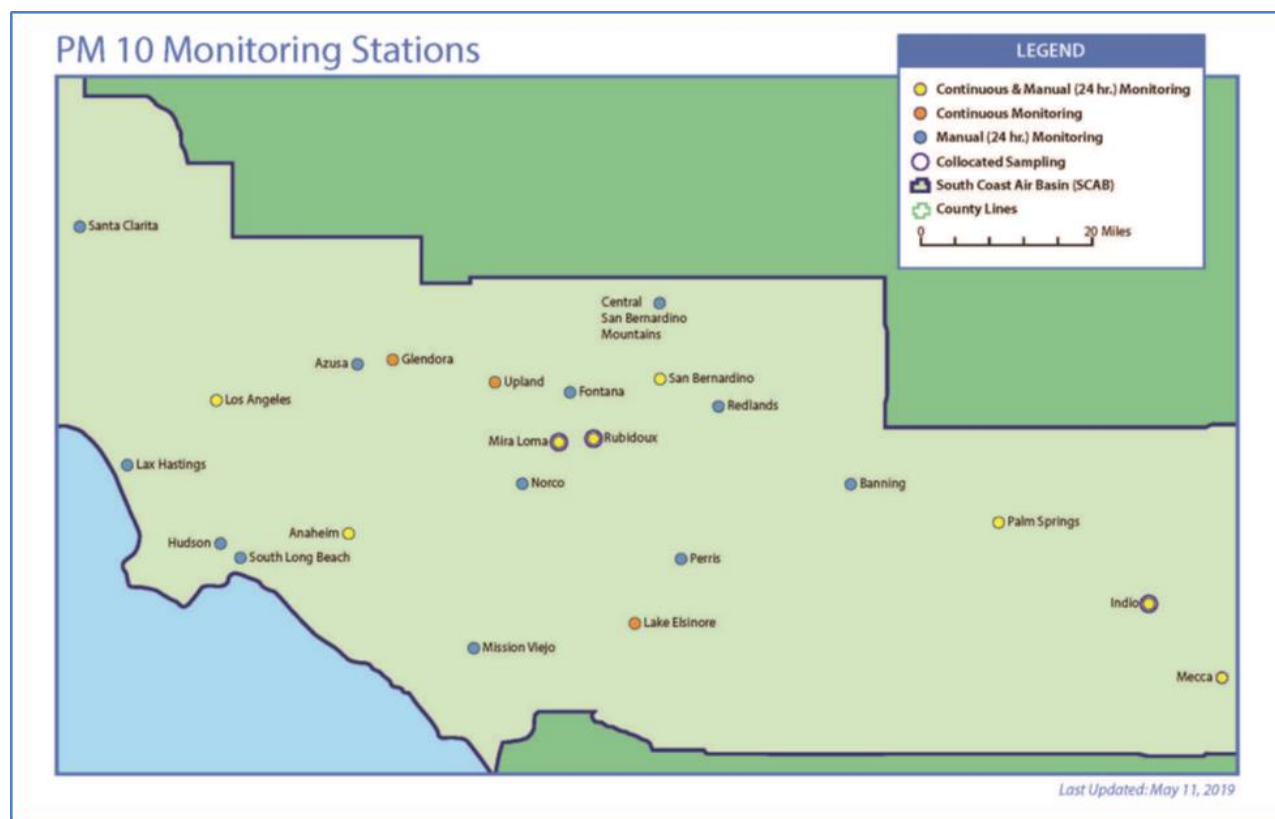 PM 10 Monitoring Stations
LEGEND
Continuous & Manual (24 hr.) Monitoring
Continuous Monitoring
Manual (24 hr.) Monitoring
Collocated Sampling
South Coast Air Basin (SCAB)
County Lines
0 20 Miles
Santa Clarita
Central
San Bernardino
Mountains
Azusa
Glendora
Upland
Fontana
San Bernardino
Redlands
Los Angeles
Mira Loma
Rubidoux
Lax Hastings
Norco
Banning
Anaheim
Palm Springs
Hudson
South Long Beach
Perris
Indio
Lake Elsinore
Mission Viejo
Mecca
Last Updated: May 11, 2019